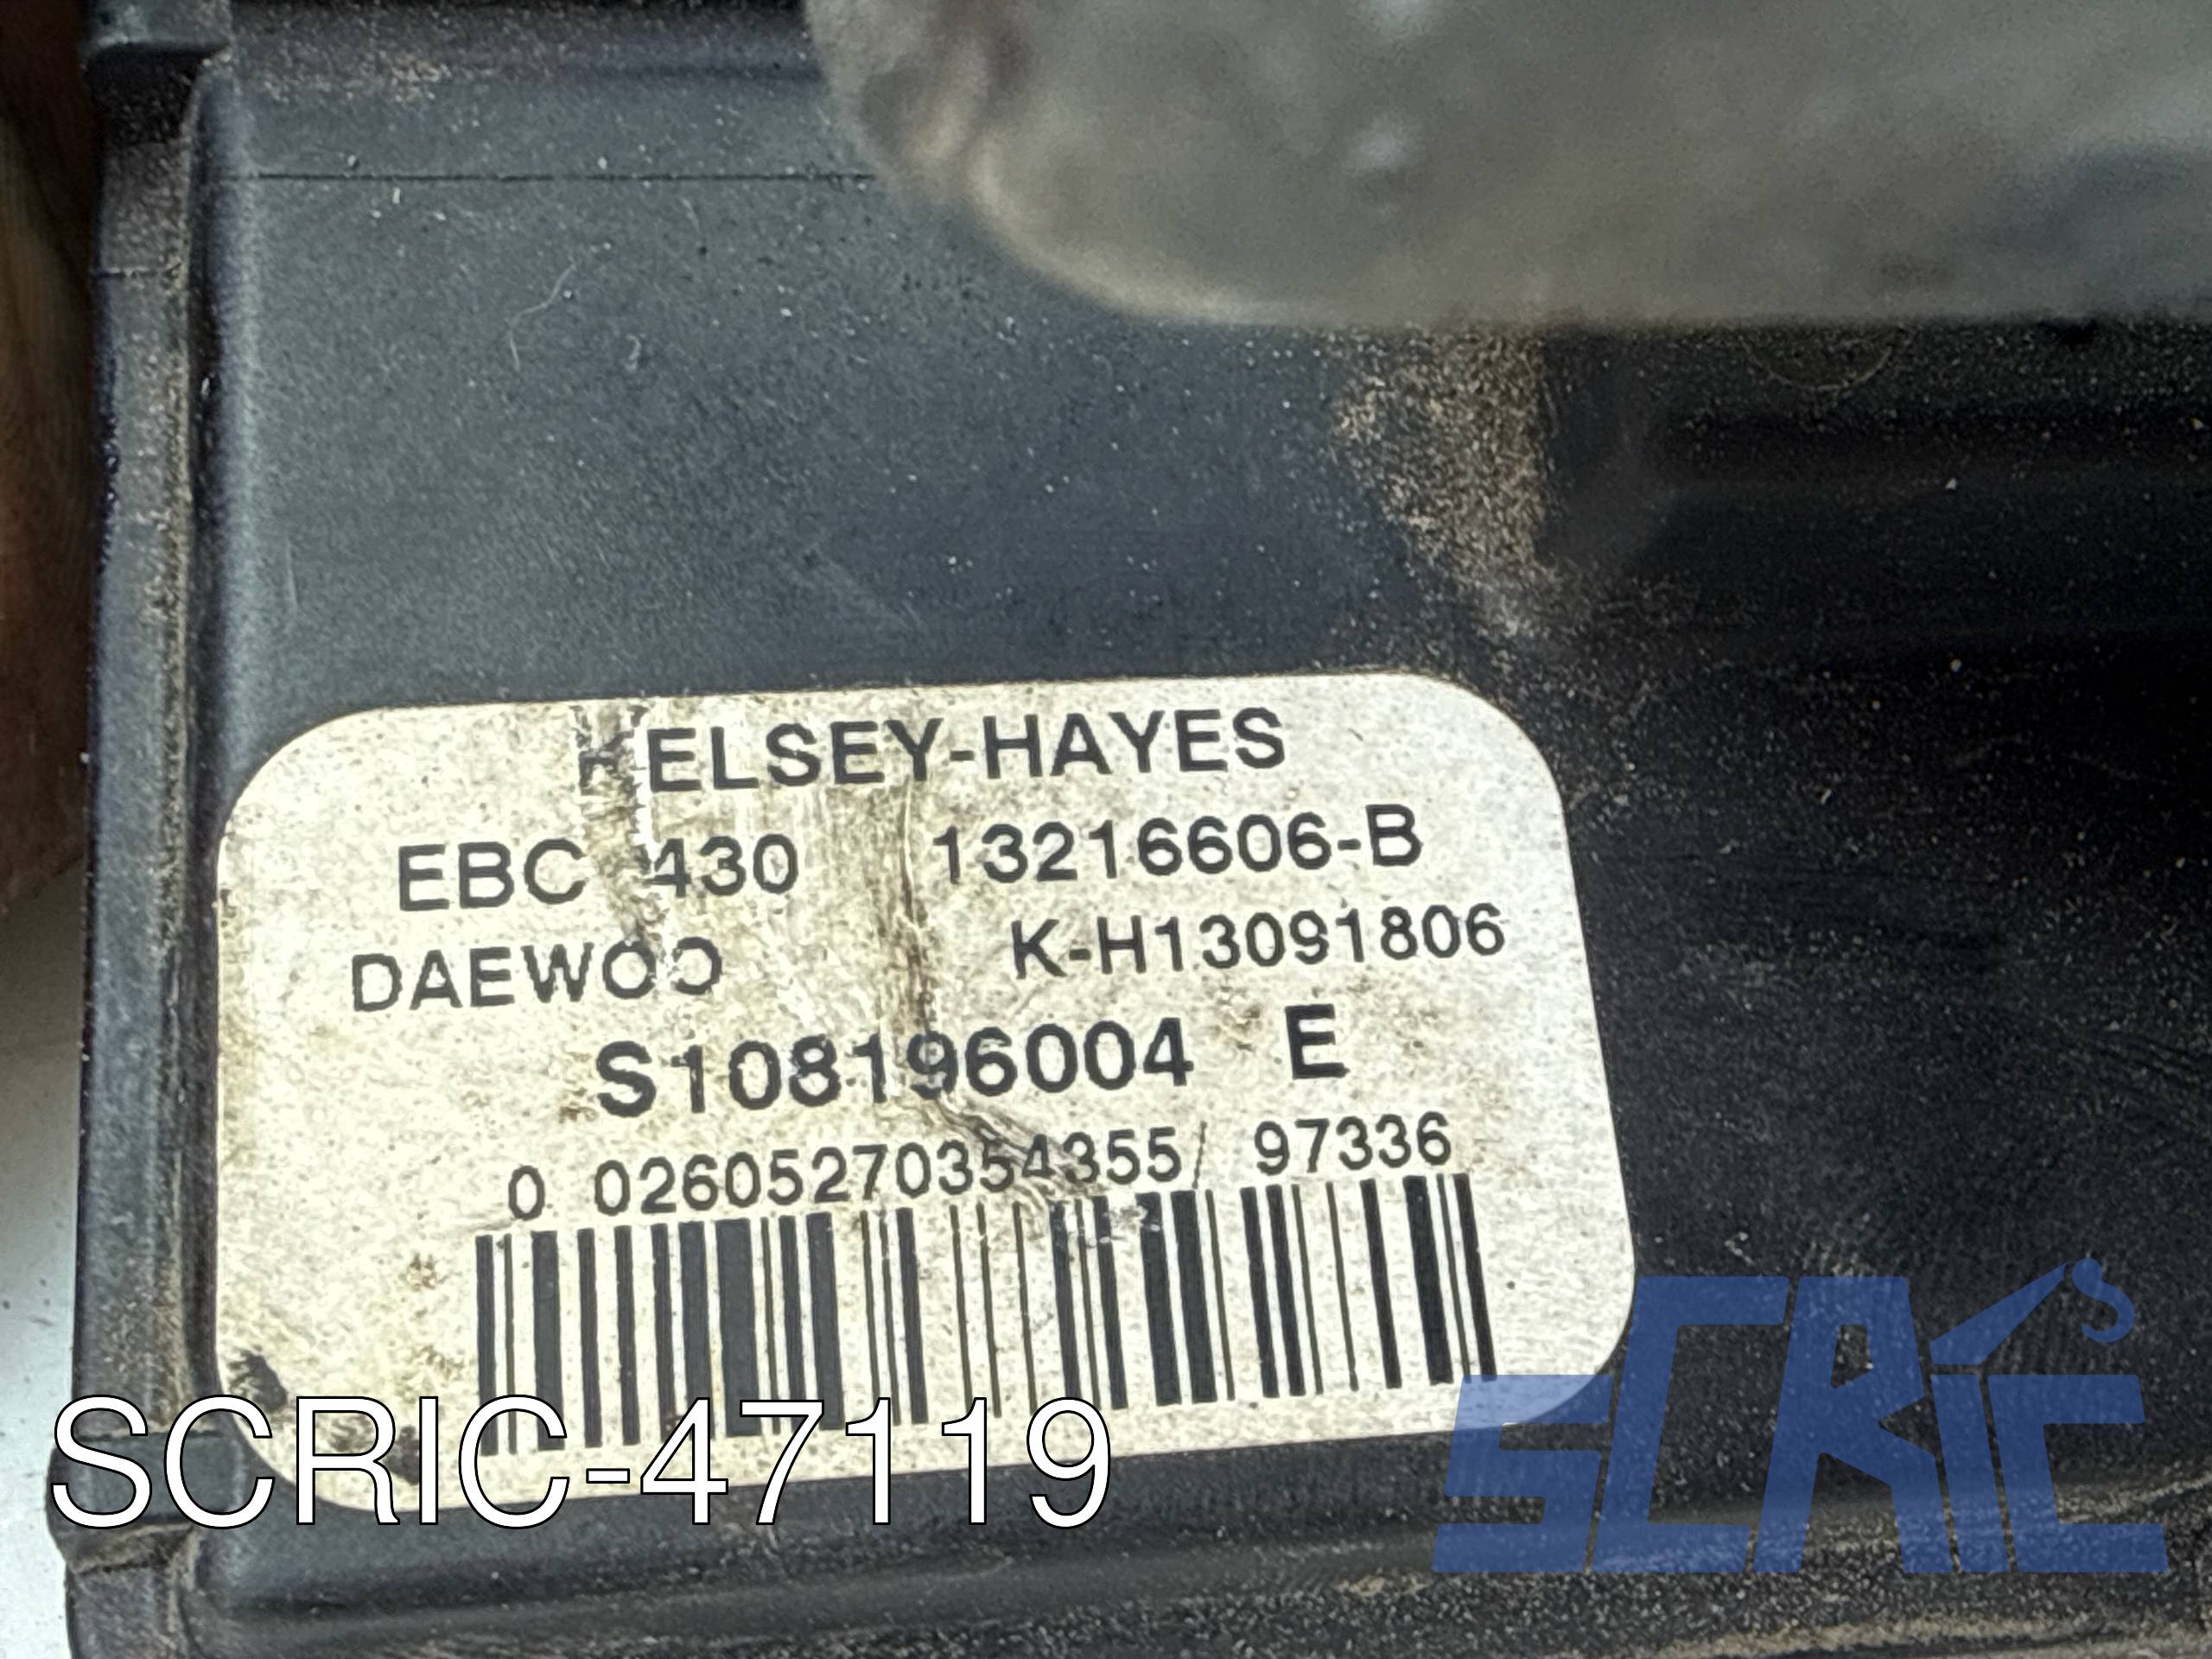 KELSEY-HAYES
EBC 430 13216606-B
DAEWOO K-H13091806
S108196004 E
0 02605270354355/ 97336
SCRIC-47119
SCRIC